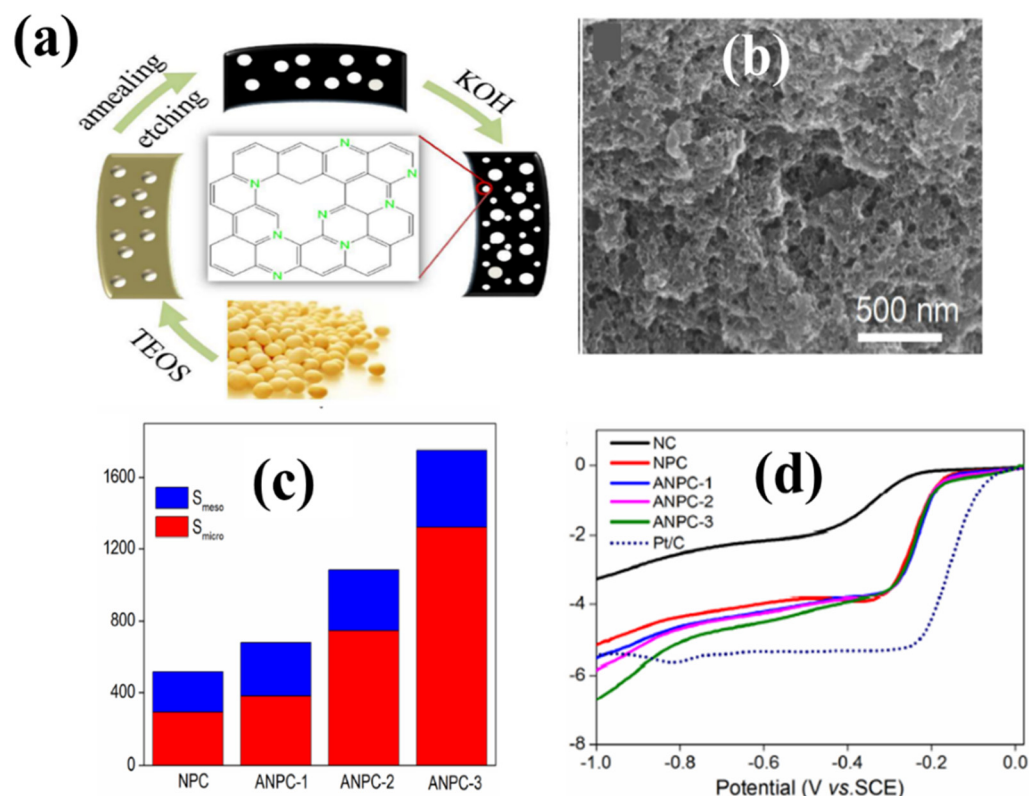 (a)
annealing
etching
KOH
N
N
N
N
N
N
N
N
TEOS
(b)
500 nm
(c)
1600
1200
800
400
0
Smeso
Smicro
NPC
ANPC-1
ANPC-2
ANPC-3
(d)
NC
NPC
ANPC-1
ANPC-2
ANPC-3
Pt/C
0
-2
-4
-6
-8
-1.0
-0.8
-0.6
-0.4
-0.2
0.0
Potential (V vs.SCE)